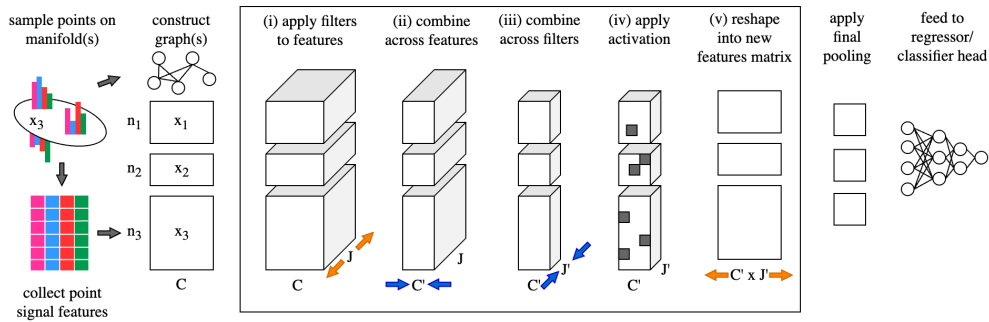 sample points on
manifold(s)
construct
graph(s)
(i) apply filters
to features
(ii) combine
across features
(iii) combine
across filters
(iv) apply
activation
(v) reshape
into new
features matrix
apply
final
pooling
feed to
regressor/
classifier head
x3
n1
x1
n2
x2
n3
x3
C
C
J
C'
J
C'
J'
C'
J'
C' x J'
collect point
signal features